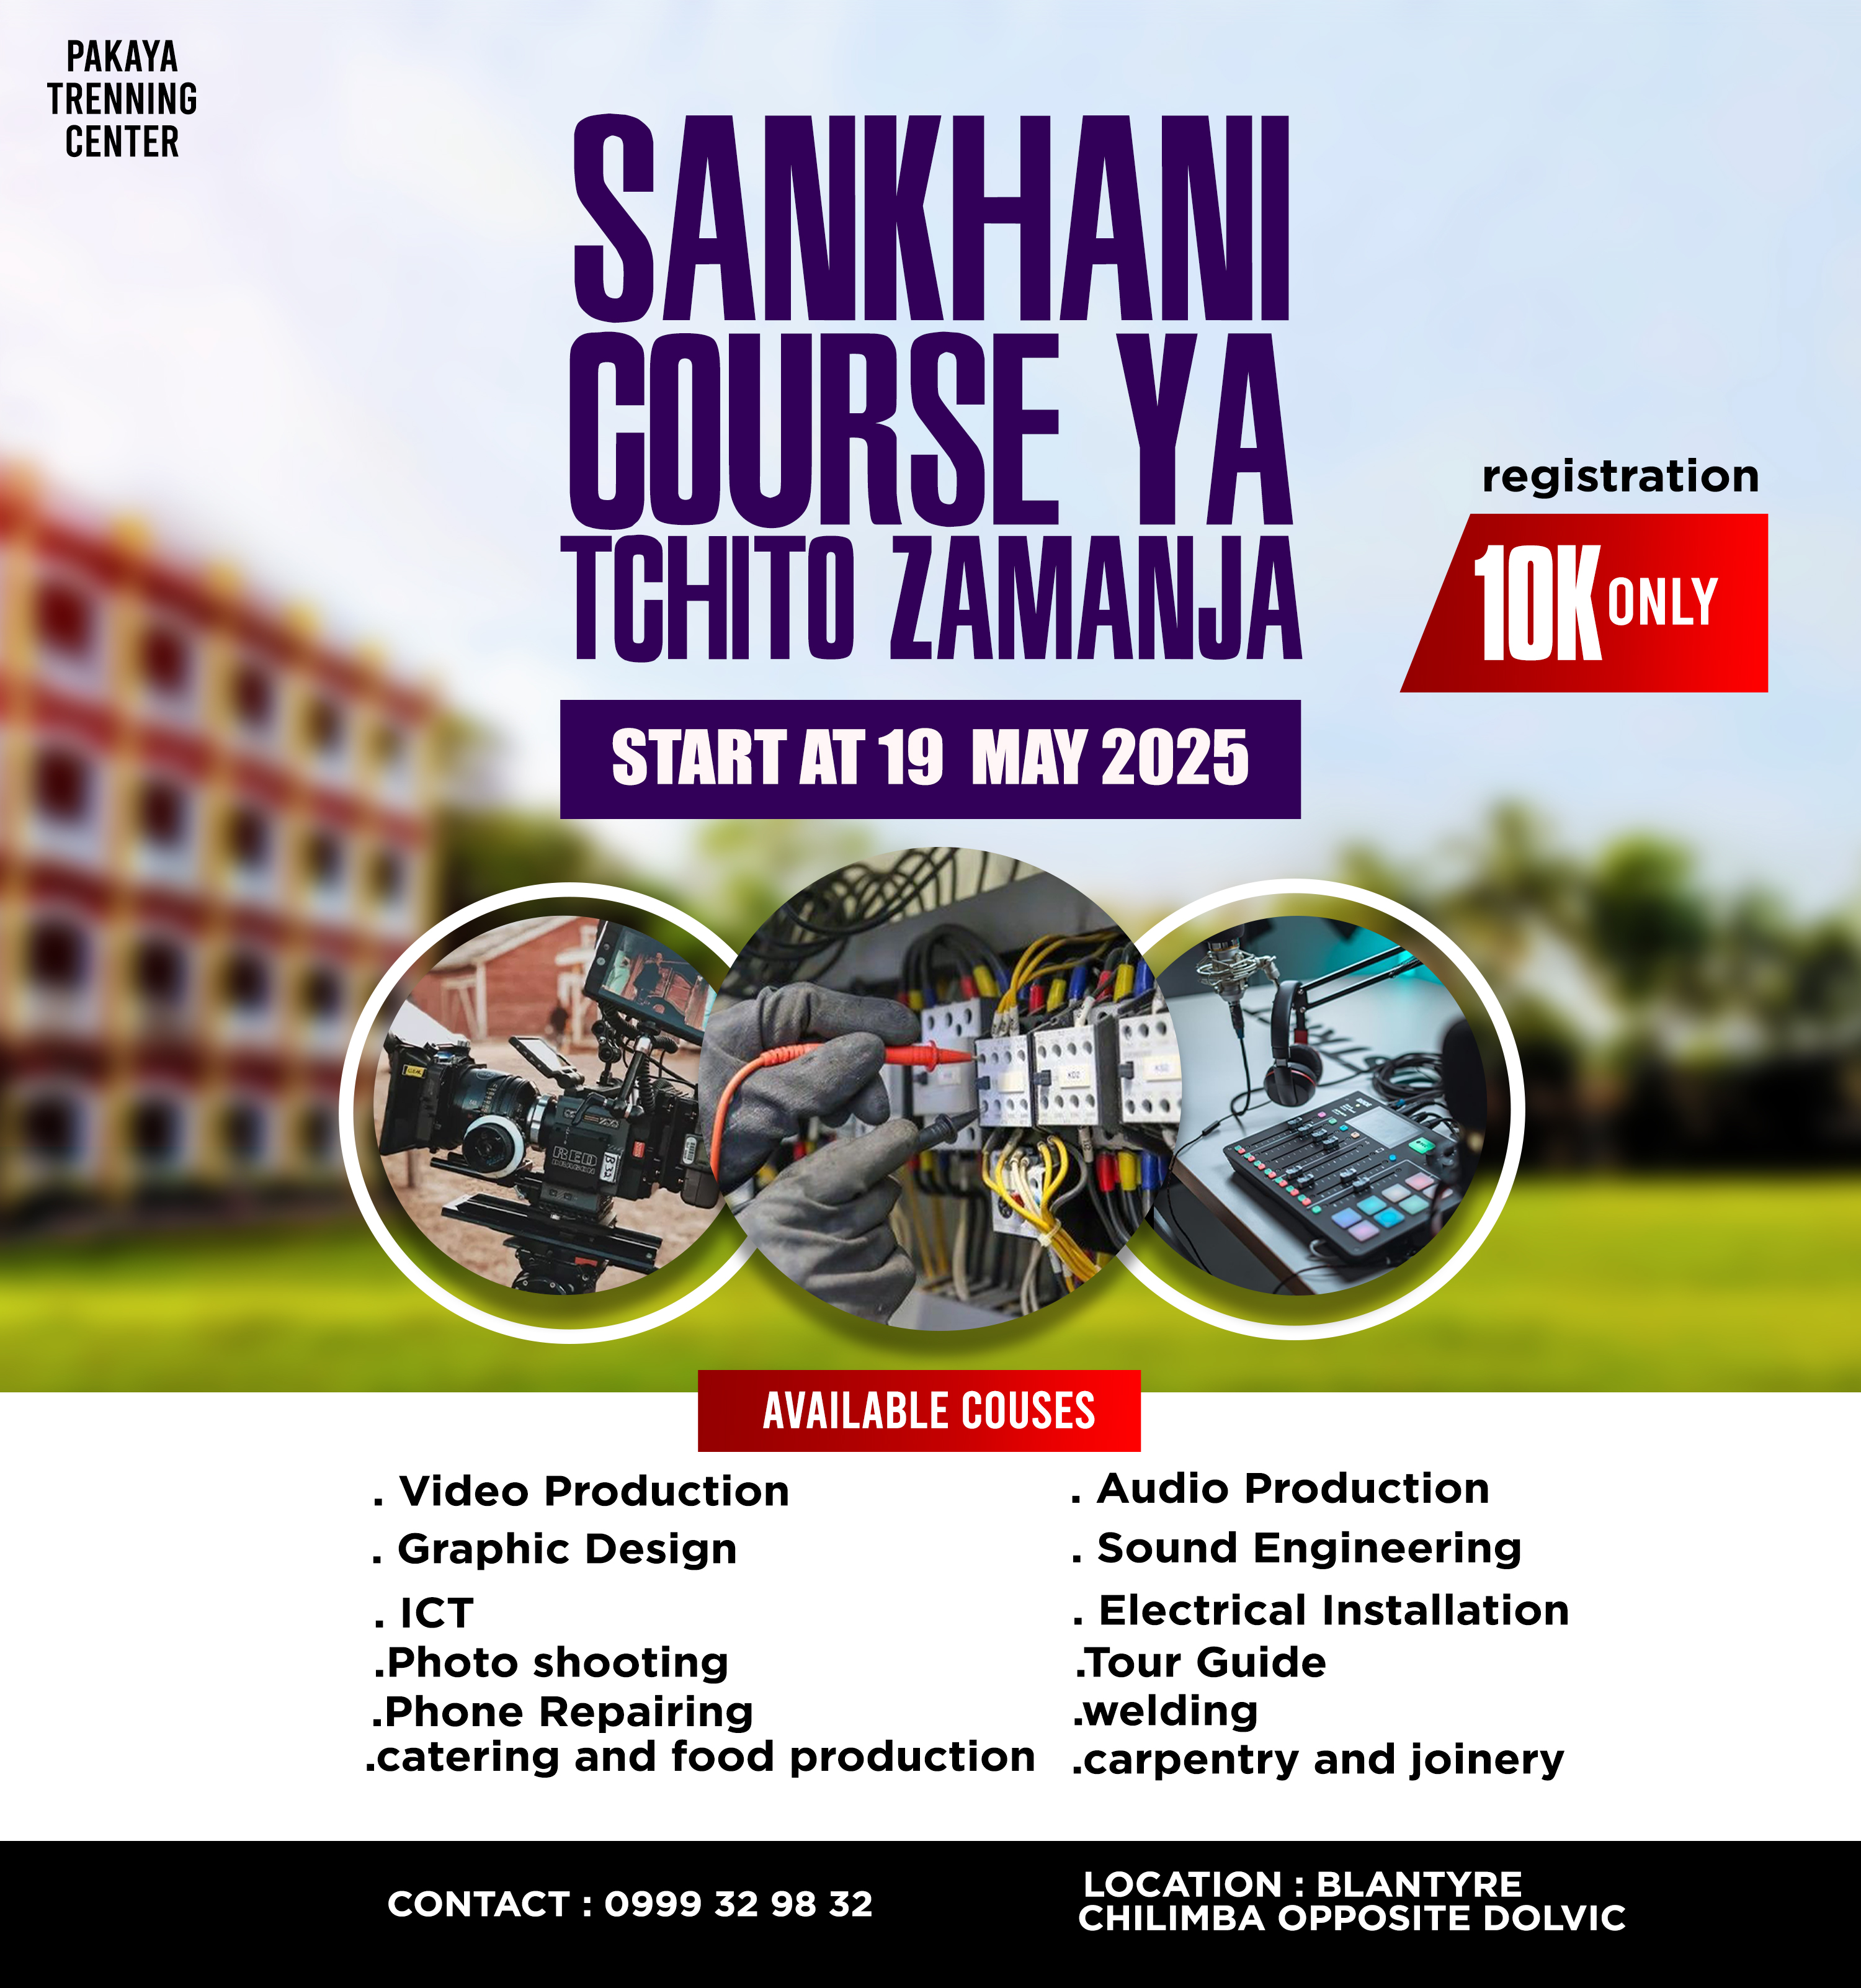 PAKAYA
TRENNING
CENTER
SANKHANI
COURSE YA
TCHITO ZAMANJA
registration
10K ONLY
START AT 19 MAY 2025
RED
DRAGON
AVAILABLE COUSES
. Video Production
. Graphic Design
. ICT
.Photo shooting
.Phone Repairing
.catering and food production
. Audio Production
. Sound Engineering
. Electrical Installation
.Tour Guide
.welding
.carpentry and joinery
CONTACT : 0999 32 98 32
LOCATION : BLANTYRE
CHILIMBA OPPOSITE DOLVIC